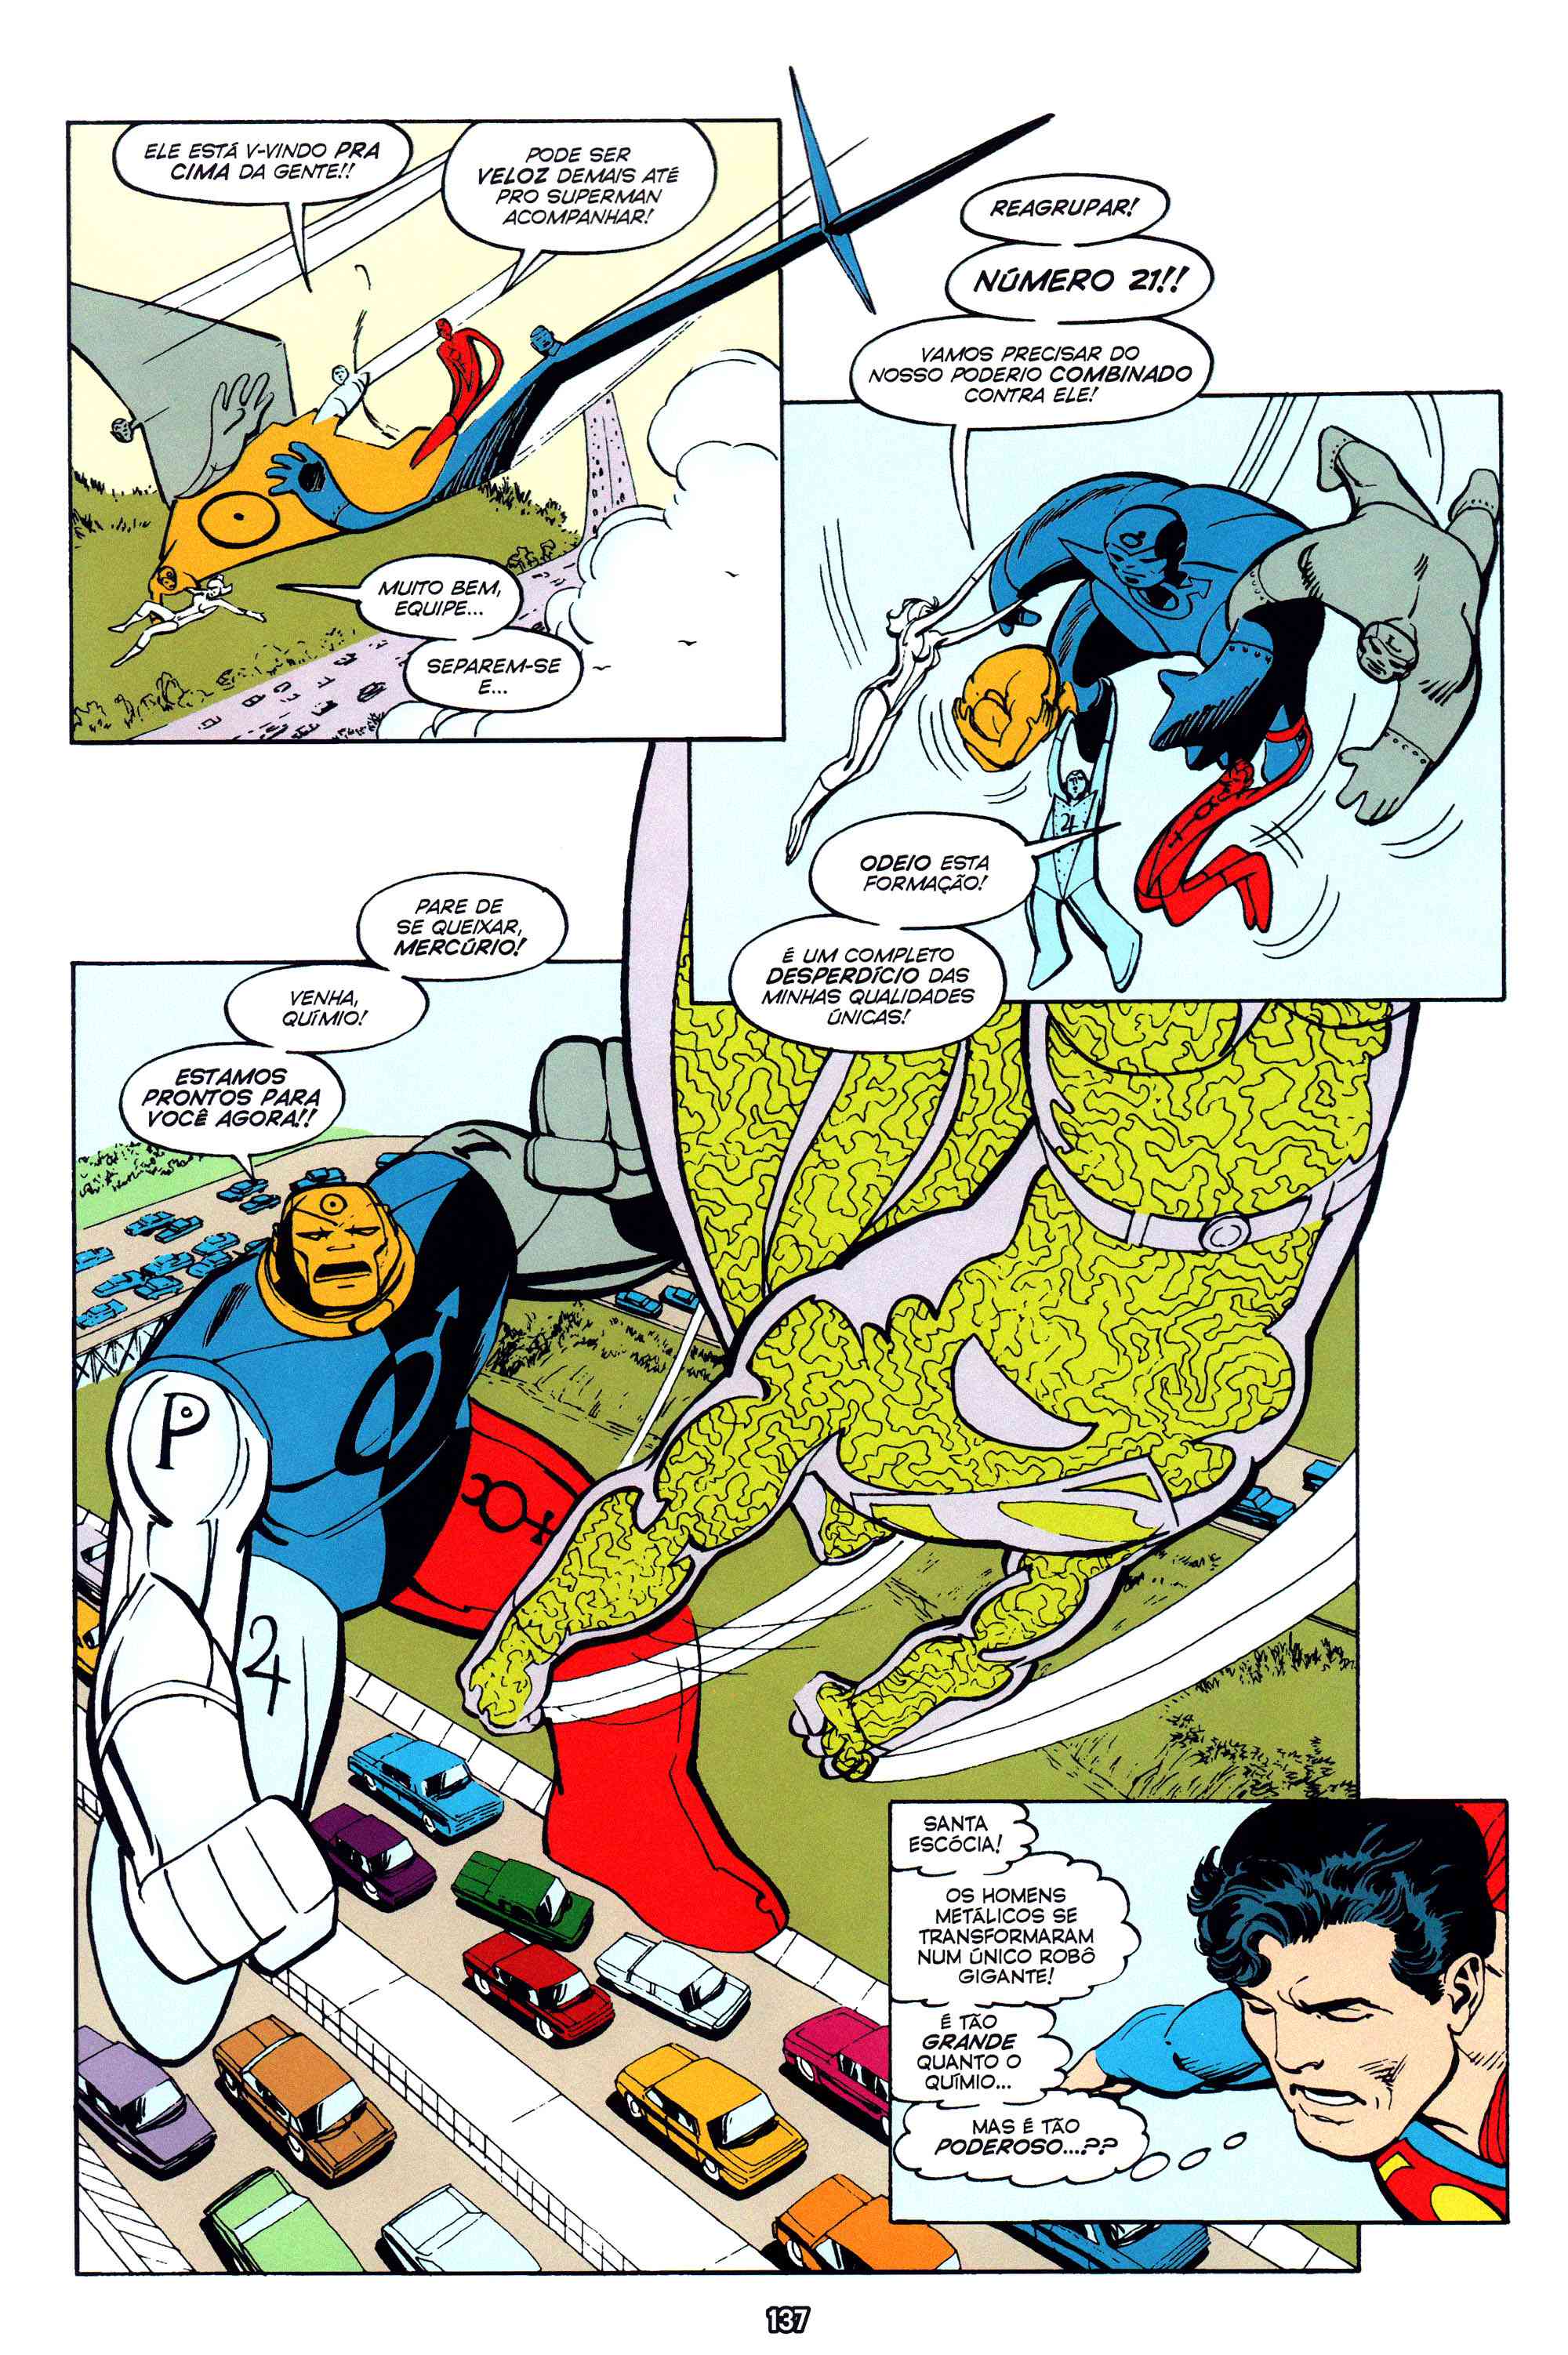 ELE ESTÁ V-VINDO PRA
CIMA DA GENTE!!
PODE SER
VELOZ DEMAIS ATÉ
PRO SUPERMAN
ACOMPANHAR!
MUITO BEM,
EQUIPE...
SEPAREM-SE
E...
REAGRUPAR!
NÚMERO 21!!
VAMOS PRECISAR DO
NOSSO PODERIO COMBINADO
CONTRA ELE!
ODEIO ESTA
FORMAÇÃO!
É UM COMPLETO
DESPERDÍCIO DAS
MINHAS QUALIDADES
ÚNICAS!
PARE DE
SE QUEIXAR,
MERCÚRIO!
VENHA,
QUÍMIO!
ESTAMOS
PRONTOS PARA
VOCÊ AGORA!!
P
SANTA
ESCÓCIA!
OS HOMENS
METÁLICOS SE
TRANSFORMARAM
NUM ÚNICO ROBÔ
GIGANTE!
É TÃO
GRANDE
QUANTO O
QUÍMIO...
MAS É TÃO
PODEROSO...??
137